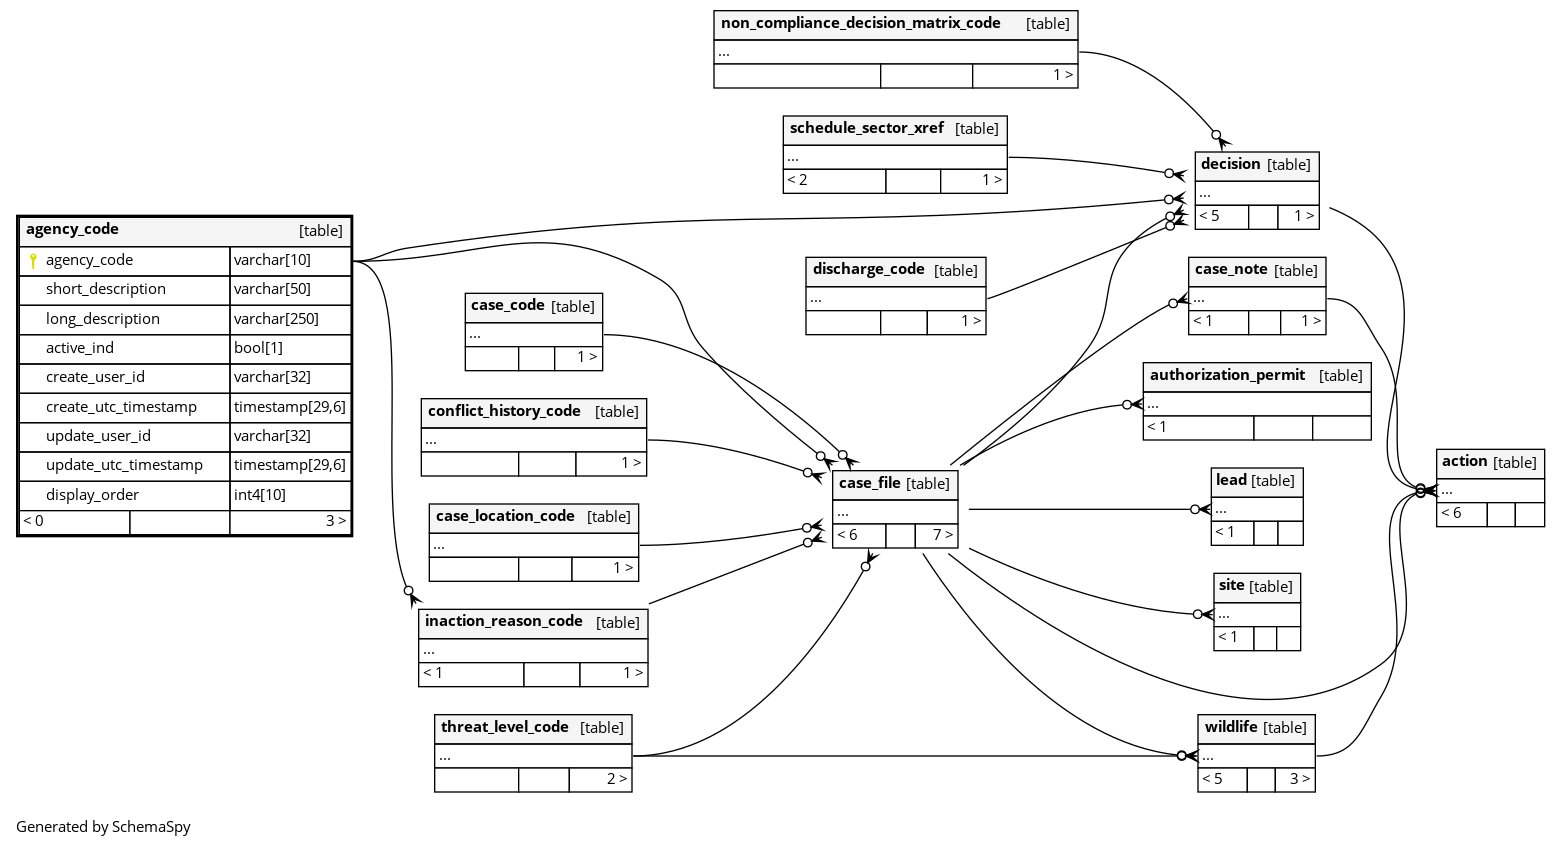 non_compliance_decision_matrix_code [table]
...
1 >
schedule_sector_xref [table]
...
< 2 1 >
decision [table]
...
< 5 1 >
agency_code [table]
agency_code varchar[10]
short_description varchar[50]
long_description varchar[250]
active_ind bool[1]
create_user_id varchar[32]
create_utc_timestamp timestamp[29,6]
update_user_id varchar[32]
update_utc_timestamp timestamp[29,6]
display_order int4[10]
< 0 3 >
discharge_code [table]
...
1 >
case_note [table]
...
< 1 1 >
case_code [table]
...
1 >
authorization_permit [table]
...
< 1
conflict_history_code [table]
...
1 >
action [table]
...
< 6
case_file [table]
...
< 6 7 >
lead [table]
...
< 1
case_location_code [table]
...
1 >
site [table]
...
< 1
inaction_reason_code [table]
...
< 1 1 >
threat_level_code [table]
...
2 >
wildlife [table]
...
< 5 3 >
Generated by SchemaSpy